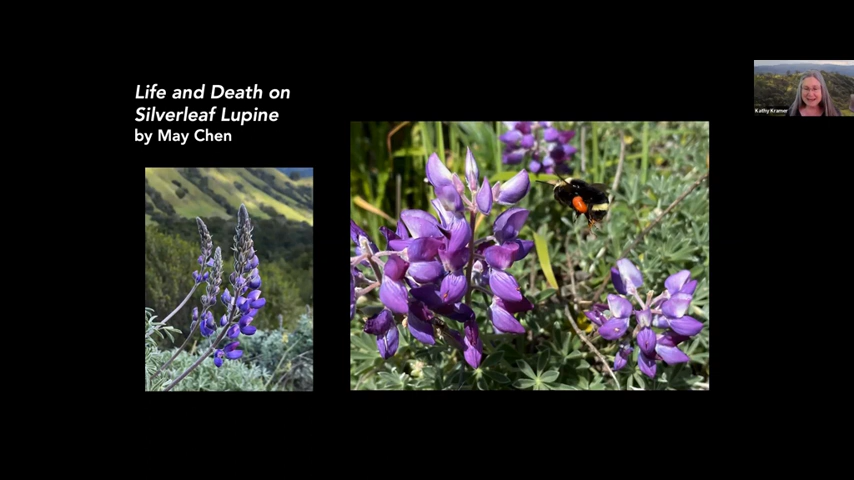 Life and Death on
Silverleaf Lupine
by May Chen
Kathy Kramer